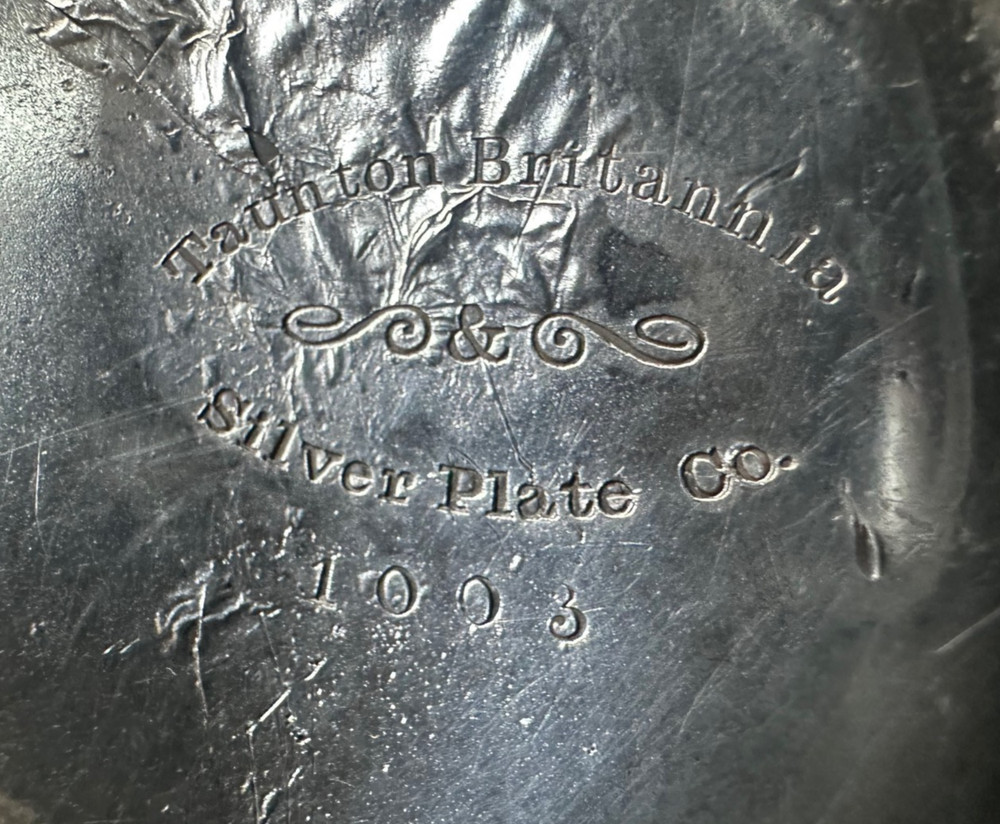 Taunton Britannia
&
Silver Plate Co.
1003